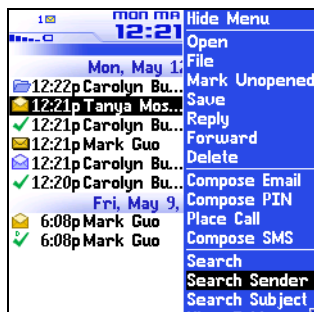 1
mon ma
12:21
Mon, May 12
12:22p Carolyn Bu...
12:21p Tanya Mos...
12:21p Carolyn Bu...
12:21p Mark Guo
12:21p Carolyn Bu...
12:20p Carolyn Bu...
Fri, May 9,
6:08p Mark Guo
6:08p Mark Guo
Hide Menu
Open
File
Mark Unopened
Save
Reply
Forward
Delete
Compose Email
Compose PIN
Place Call
Compose SMS
Search
Search Sender
Search Subject